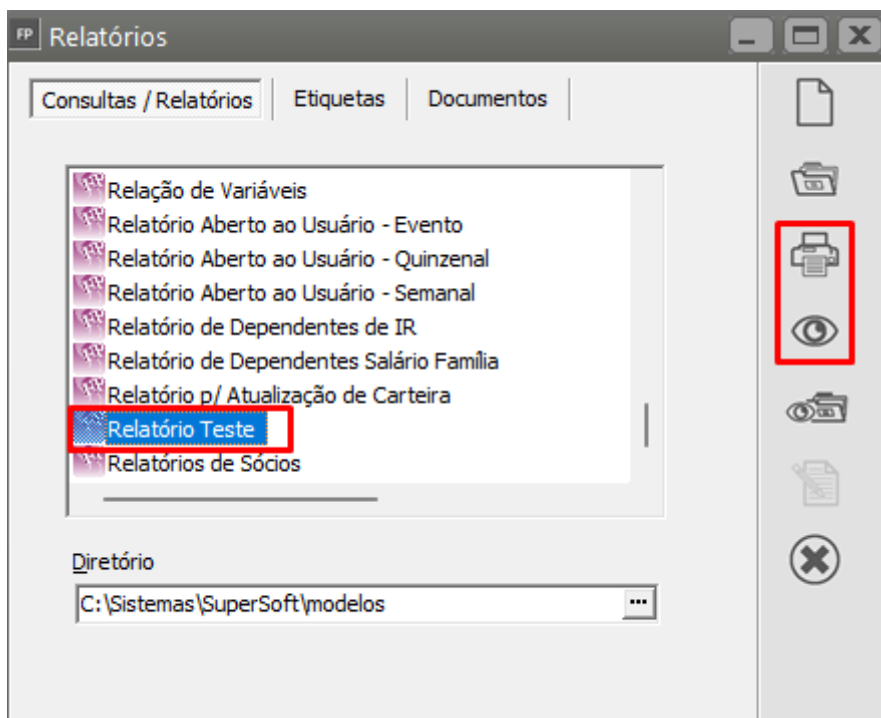 FP Relatórios
Consultas / Relatórios Etiquetas Documentos
Relação de Variáveis
Relatório Aberto ao Usuário - Evento
Relatório Aberto ao Usuário - Quinzenal
Relatório Aberto ao Usuário - Semanal
Relatório de Dependentes de IR
Relatório de Dependentes Salário Família
Relatório p/ Atualização de Carteira
Relatório Teste
Relatórios de Sócios
Diretório
C:\Sistemas\SuperSoft\modelos ...